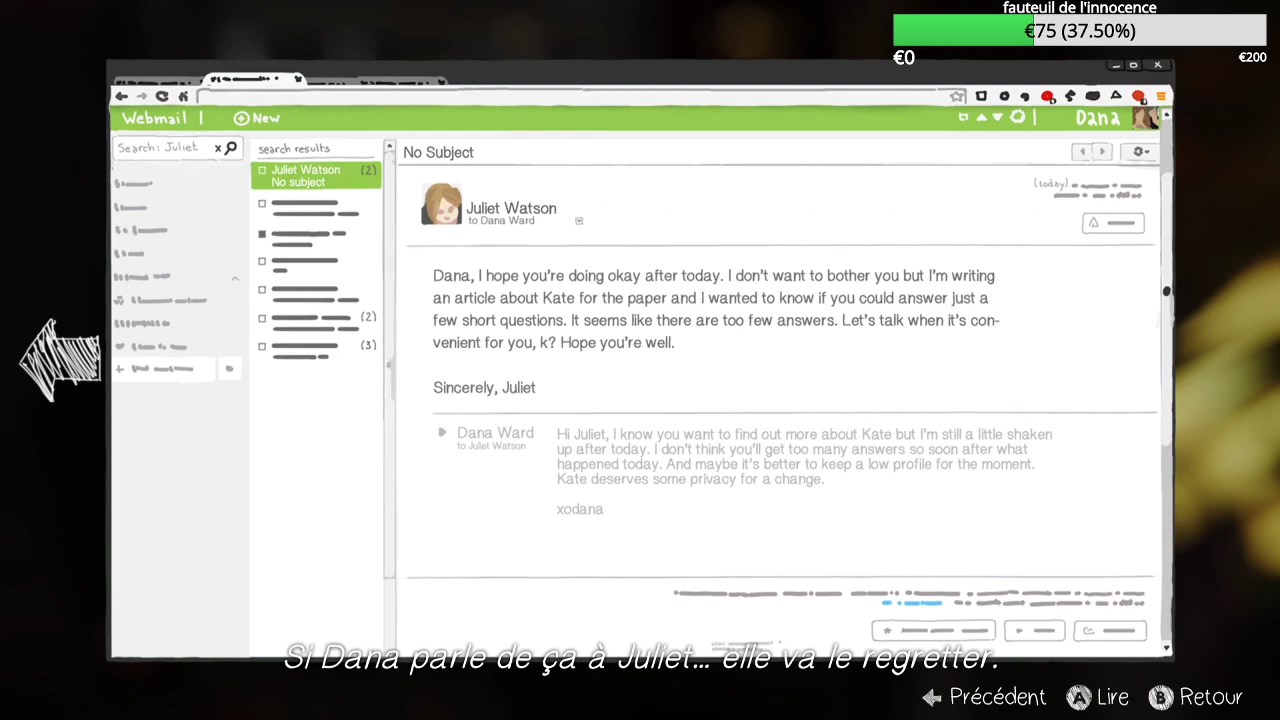 fauteuil de l'innocence
€75 (37.50%)
€0
€200
Webmail |
New
Dana
Search: Juliet x
search results
Juliet Watson (2)
No subject
(2)
(3)
No Subject
(today)
Juliet Watson
to Dana Ward
Dana, I hope you're doing okay after today. I don't want to bother you but I'm writing
an article about Kate for the paper and I wanted to know if you could answer just a
few short questions. It seems like there are too few answers. Let's talk when it's con-
venient for you, k? Hope you're well.
Sincerely, Juliet
Dana Ward
to Juliet Watson
Hi Juliet, I know you want to find out more about Kate but I'm still a little shaken
up after today. I don't think you'll get too many answers so soon after what
happened today. And maybe it's better to keep a low profile for the moment.
Kate deserves some privacy for a change.
xodana
Si Dana parle de ça à Juliet... elle va le regretter.
Précédent
A Lire
B Retour